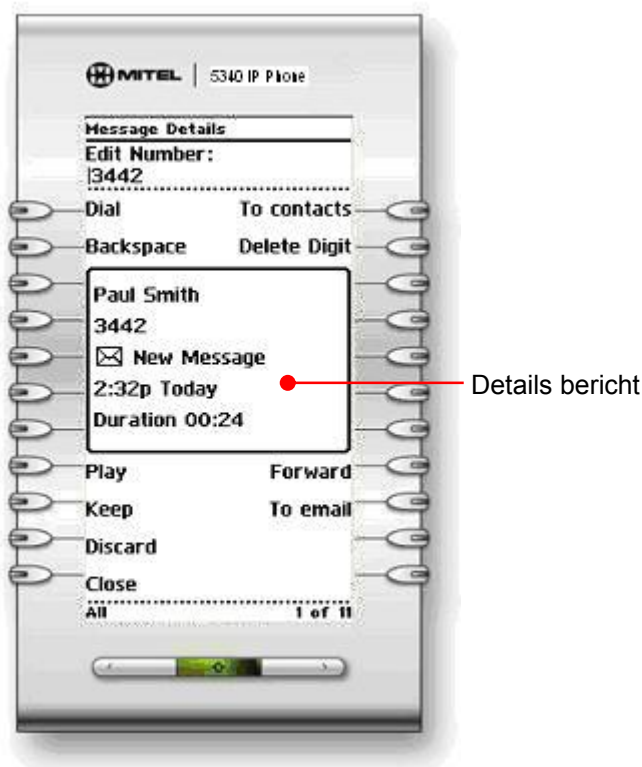 MITEL | 5340 IP Phone
Message Details
Edit Number:
|3442
Dial To contacts
Backspace Delete Digit
Paul Smith
3442
New Message
2:32p Today
Duration 00:24
Details bericht
Play Forward
Keep To email
Discard
Close
All 1 of 11